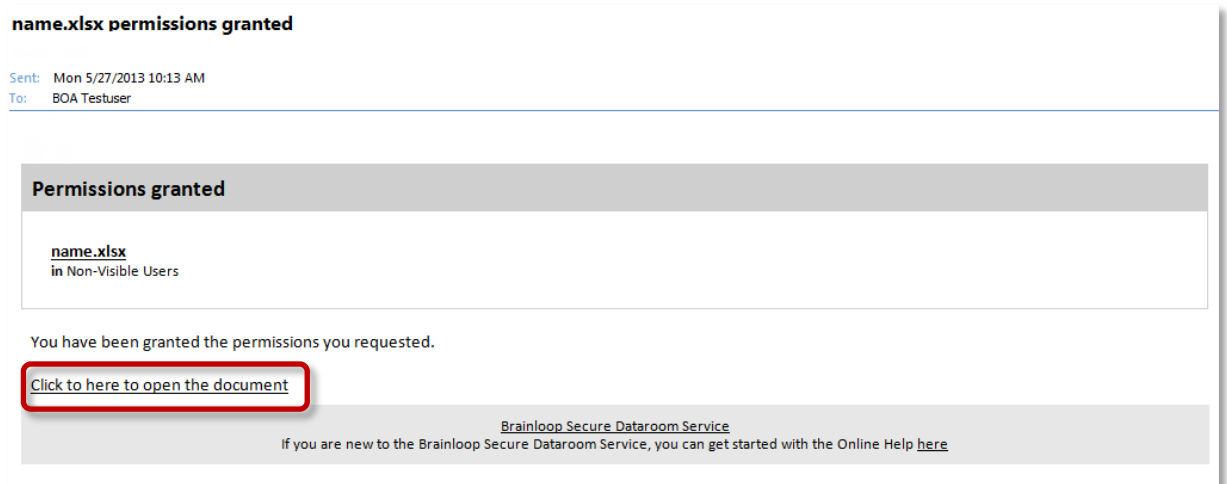 name.xlsx permissions granted
Sent: Mon 5/27/2013 10:13 AM
To: BOA Testuser
Permissions granted
name.xlsx
in Non-Visible Users
You have been granted the permissions you requested.
Click to here to open the document
Brainloop Secure Dataroom Service
If you are new to the Brainloop Secure Dataroom Service, you can get started with the Online Help here